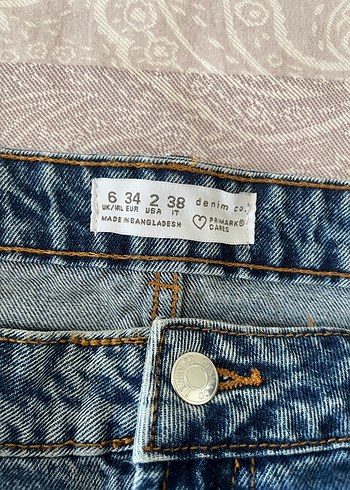 6 34 2 38 denim co.
UK/IRL EUR USA IT
MADE IN BANGLADESH
PRIMARK®
CARES